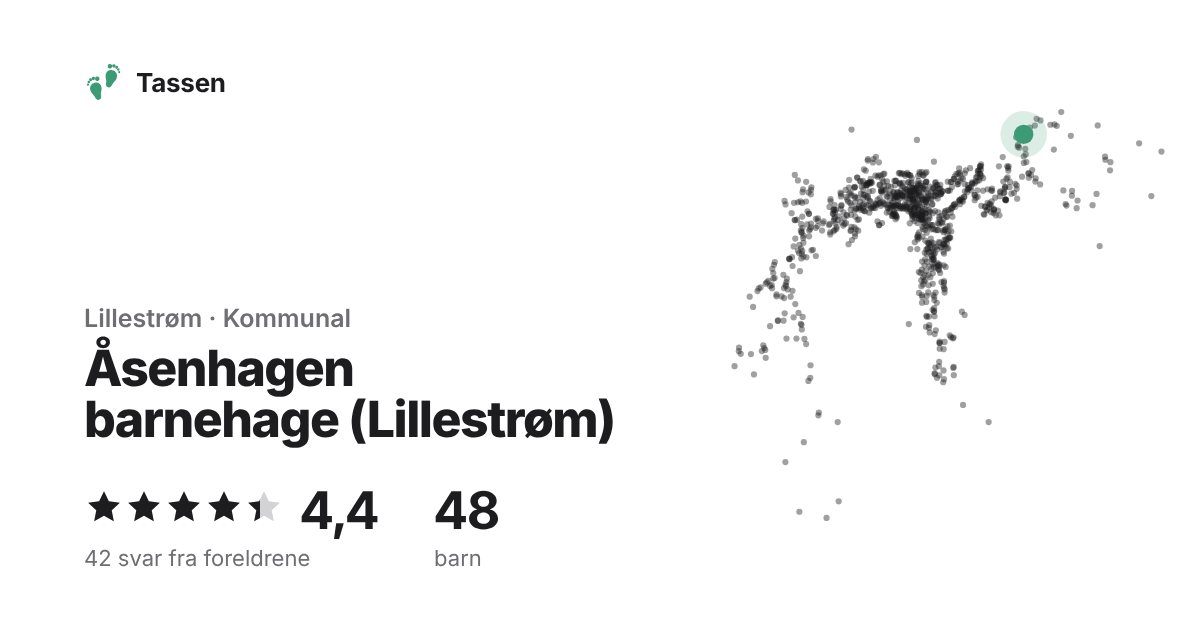 Tassen
Lillestrøm · Kommunal
Åsenhagen
barnehage (Lillestrøm)
4,4
48
42 svar fra foreldrene
barn